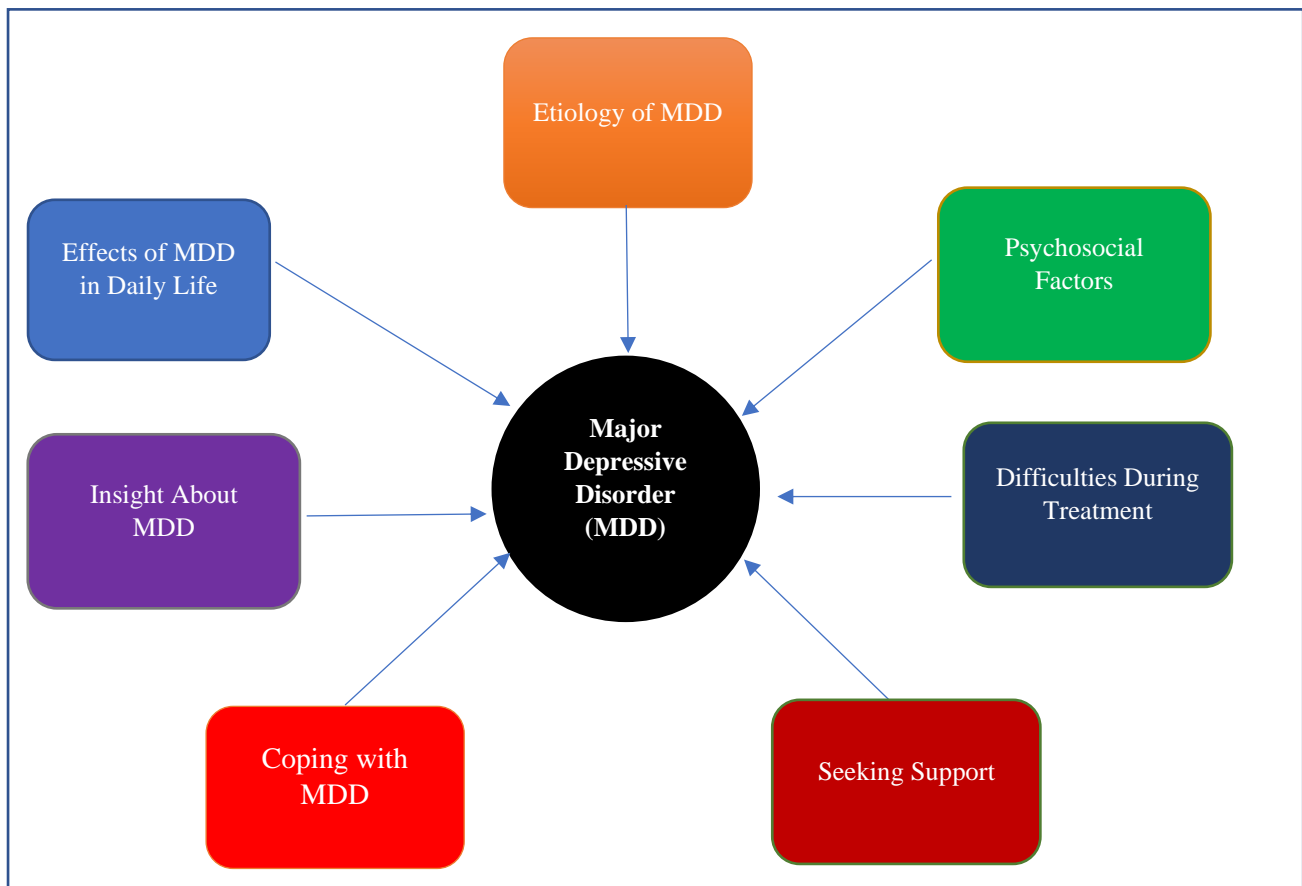 Etiology of MDD
Effects of MDD
in Daily Life
Psychosocial
Factors
Major
Depressive
Disorder
(MDD)
Insight About
MDD
Difficulties During
Treatment
Coping with
MDD
Seeking Support